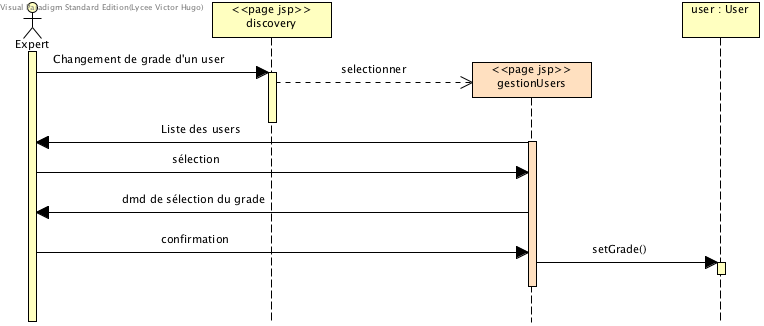 Visual Paradigm Standard Edition(Lycee Victor Hugo)
<<page jsp>>
discovery
user : User
Expert
Changement de grade d'un user
selectionner
<<page jsp>>
gestionUsers
Liste des users
sélection
dmd de sélection du grade
confirmation
setGrade()